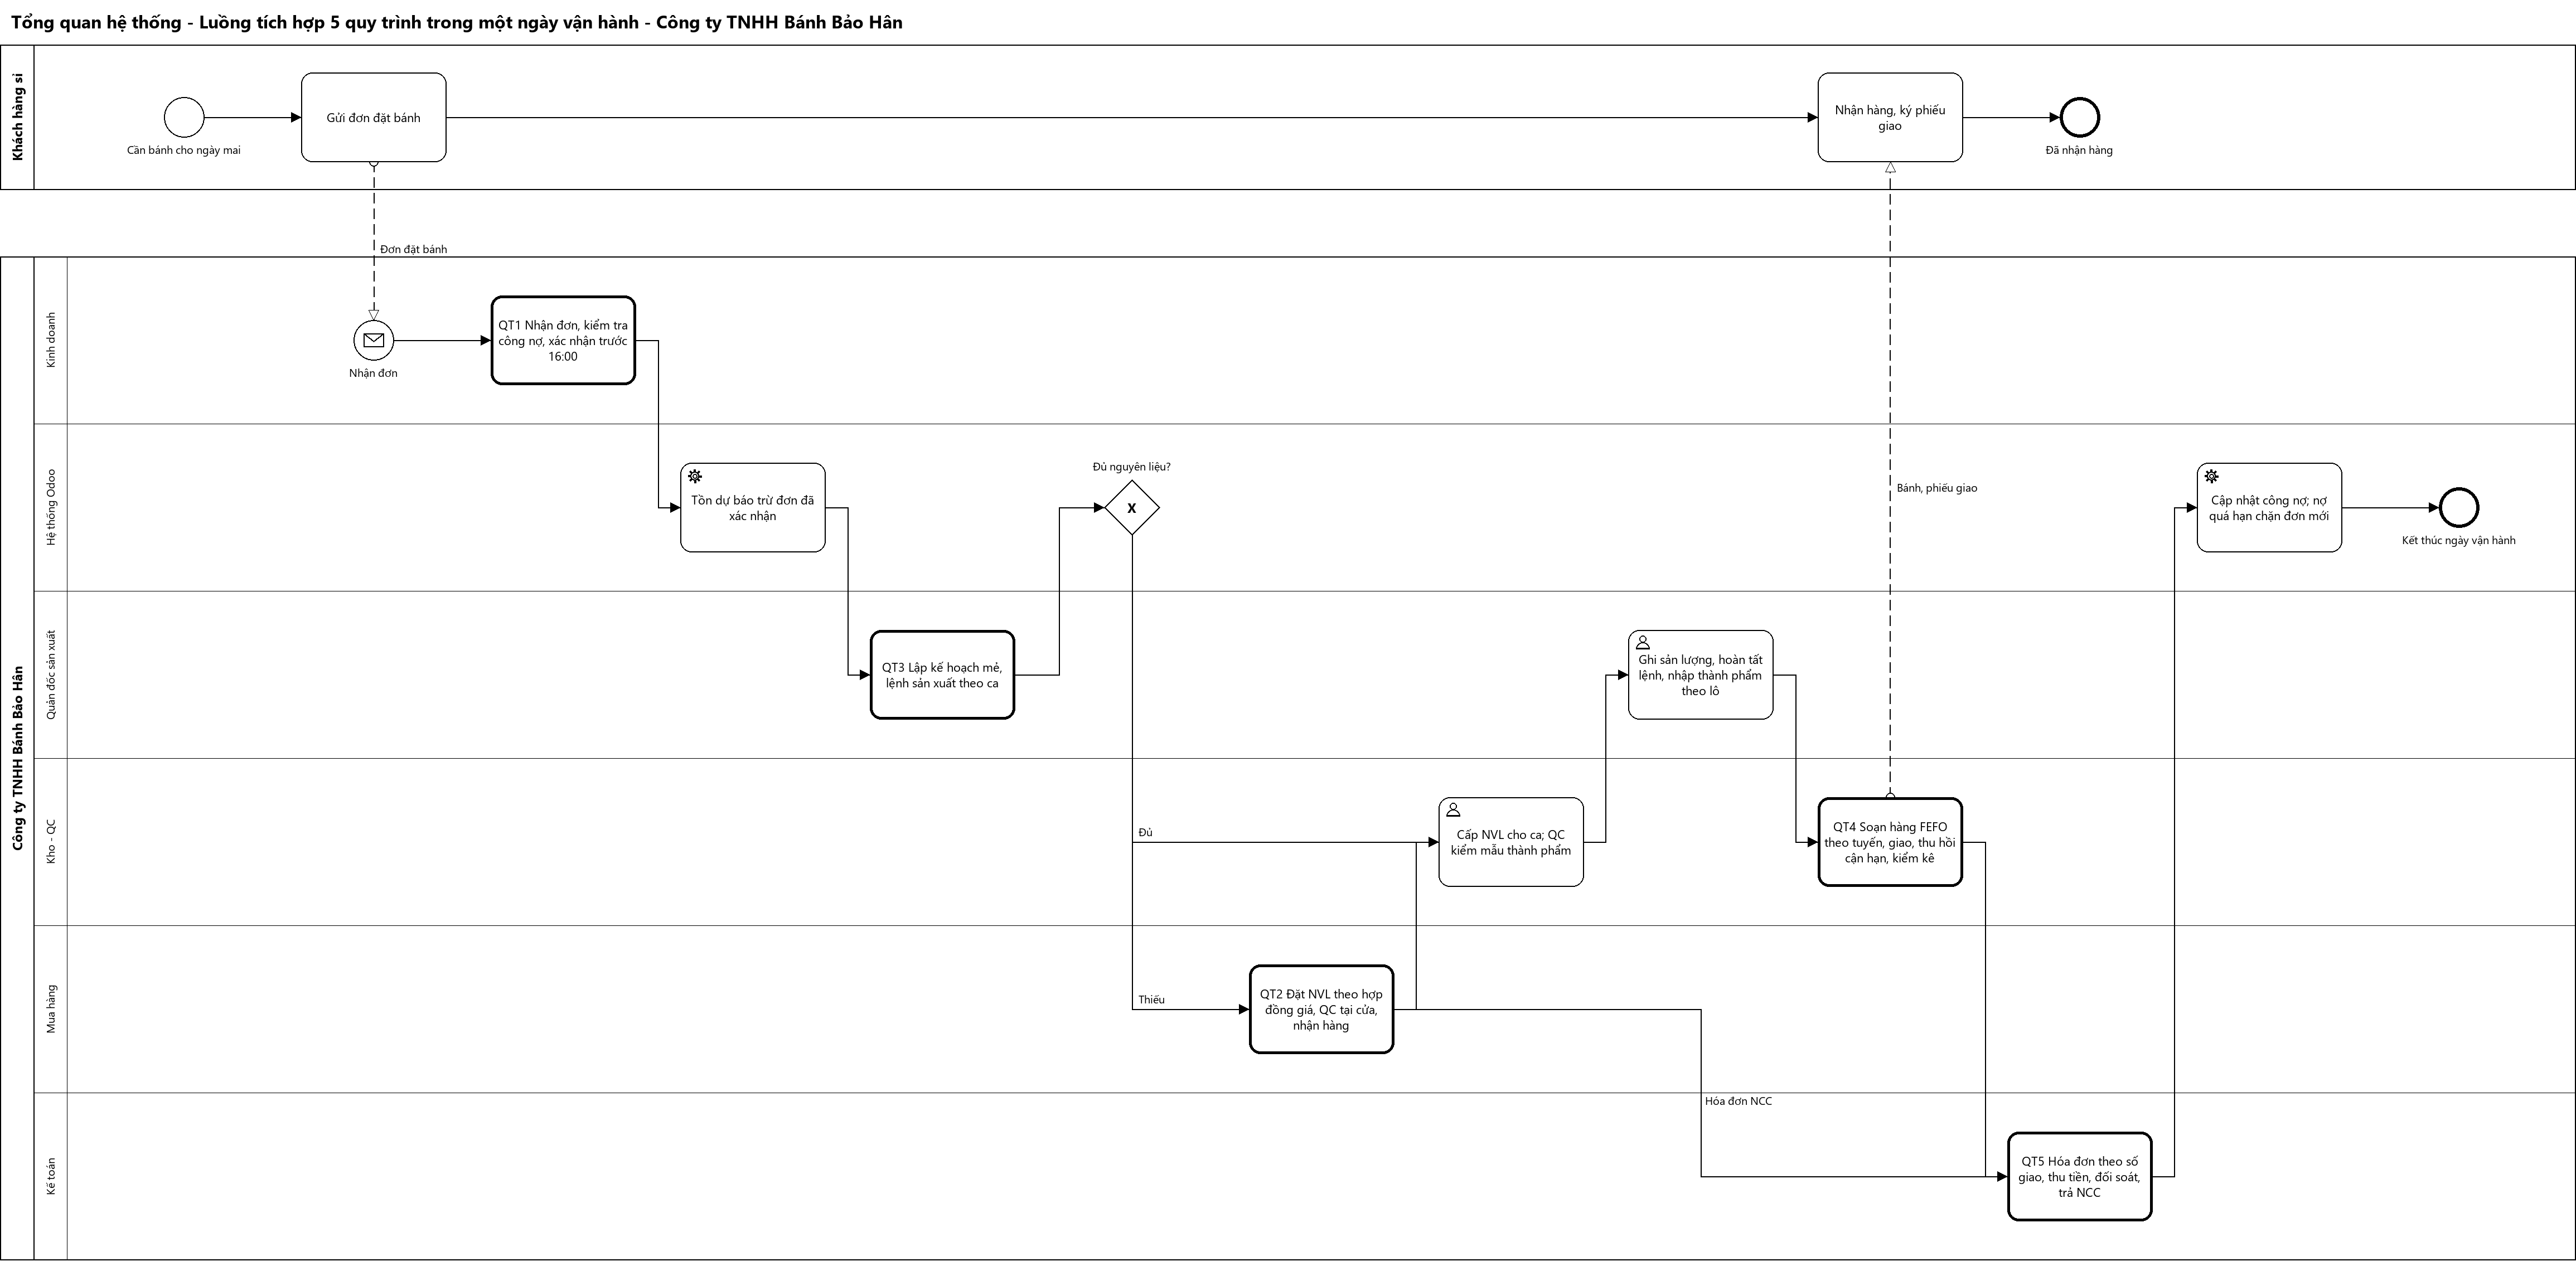 Tổng quan hệ thống - Luồng tích hợp 5 quy trình trong một ngày vận hành - Công ty TNHH Bánh Bảo Hân
Khách hàng sỉ
Cần bánh cho ngày mai
Gửi đơn đặt bánh
Nhận hàng, ký phiếu
giao
Đã nhận hàng
Đơn đặt bánh
Công ty TNHH Bánh Bảo Hân
Kinh doanh
Nhận đơn
QT1 Nhận đơn, kiểm tra
công nợ, xác nhận trước
16:00
Hệ thống Odoo
Tồn dự báo trừ đơn đã
xác nhận
Đủ nguyên liệu?
X
Bánh, phiếu giao
Cập nhật công nợ; nợ
quá hạn chặn đơn mới
Kết thúc ngày vận hành
Quản đốc sản xuất
QT3 Lập kế hoạch mẻ,
lệnh sản xuất theo ca
Ghi sản lượng, hoàn tất
lệnh, nhập thành phẩm
theo lô
Kho - QC
Đủ
Cấp NVL cho ca; QC
kiểm mẫu thành phẩm
QT4 Soạn hàng FEFO
theo tuyến, giao, thu hồi
cận hạn, kiểm kê
Mua hàng
Thiếu
QT2 Đặt NVL theo hợp
đồng giá, QC tại cửa,
nhận hàng
Kế toán
Hóa đơn NCC
QT5 Hóa đơn theo số
giao, thu tiền, đối soát,
trả NCC